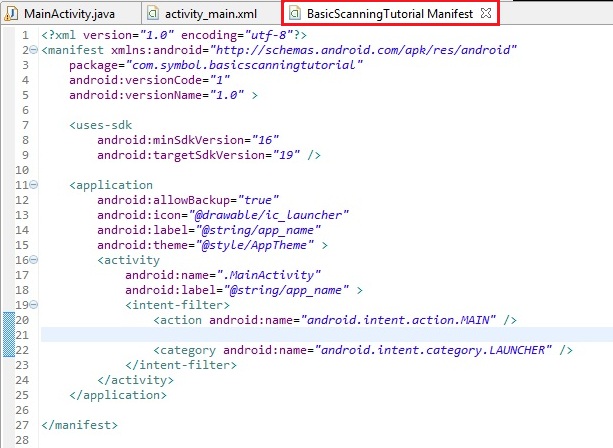 MainActivity.java activity_main.xml BasicScanningTutorial Manifest
1 <?xml version="1.0" encoding="utf-8"?>
2 <manifest xmlns:android="http://schemas.android.com/apk/res/android"
3 package="com.symbol.basicscanningtutorial"
4 android:versionCode="1"
5 android:versionName="1.0" >
6
7 <uses-sdk
8 android:minSdkVersion="16"
9 android:targetSdkVersion="19" />
10
11 <application
12 android:allowBackup="true"
13 android:icon="@drawable/ic_launcher"
14 android:label="@string/app_name"
15 android:theme="@style/AppTheme" >
16 <activity
17 android:name=".MainActivity"
18 android:label="@string/app_name" >
19 <intent-filter>
20 <action android:name="android.intent.action.MAIN" />
21
22 <category android:name="android.intent.category.LAUNCHER" />
23 </intent-filter>
24 </activity>
25 </application>
26
27 </manifest>
28